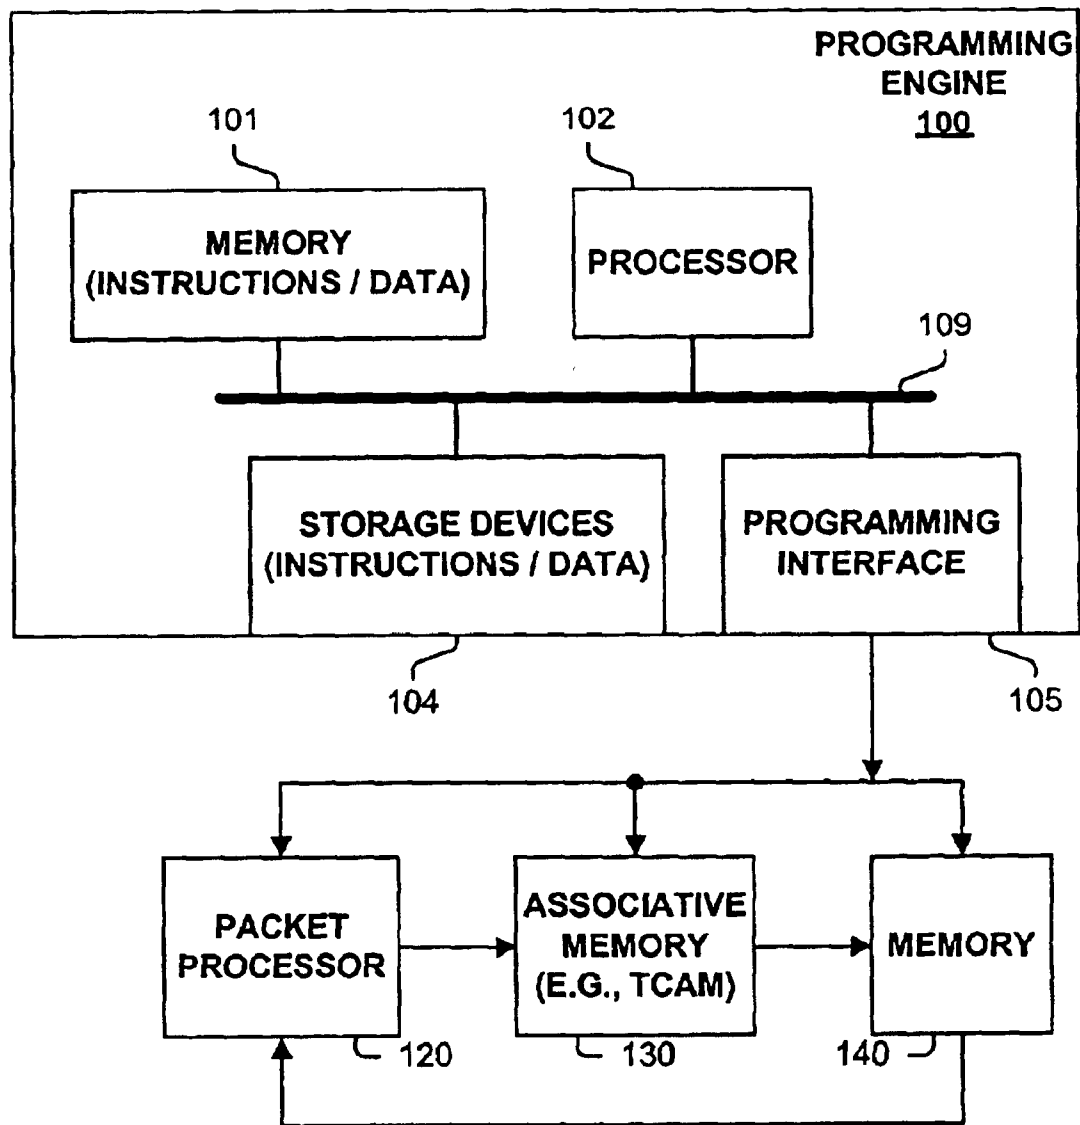 PROGRAMMING
ENGINE
100
101
102
MEMORY
(INSTRUCTIONS / DATA)
PROCESSOR
109
STORAGE DEVICES
(INSTRUCTIONS / DATA)
PROGRAMMING
INTERFACE
104
105
PACKET
PROCESSOR
ASSOCIATIVE
MEMORY
(E.G., TCAM)
MEMORY
120
130
140